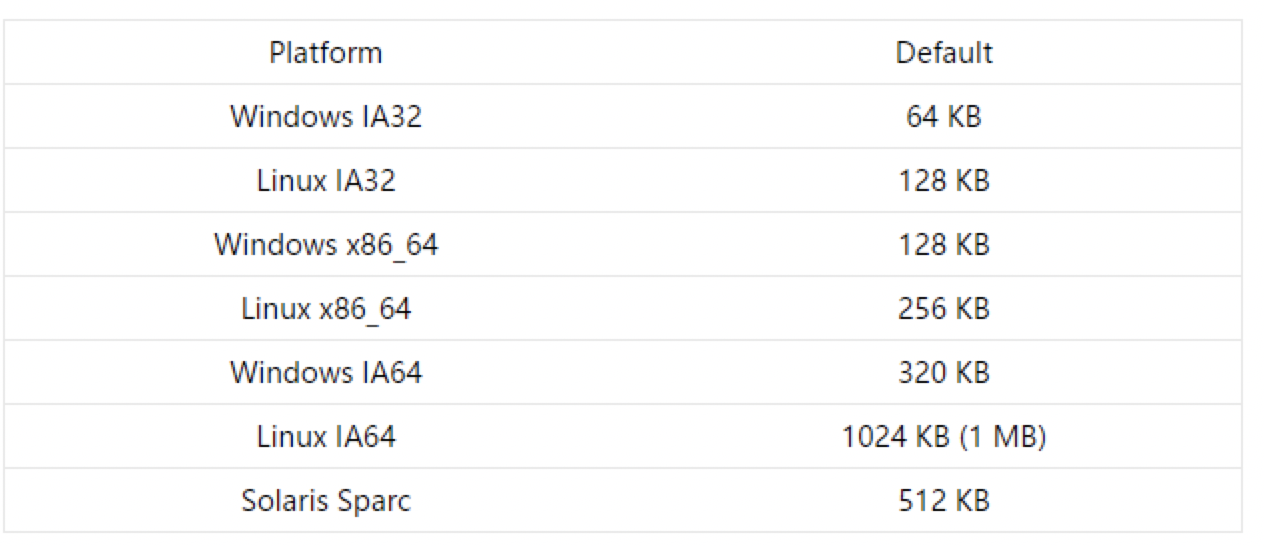 Platform Default
Windows IA32 64 KB
Linux IA32 128 KB
Windows x86_64 128 KB
Linux x86_64 256 KB
Windows IA64 320 KB
Linux IA64 1024 KB (1 MB)
Solaris Sparc 512 KB